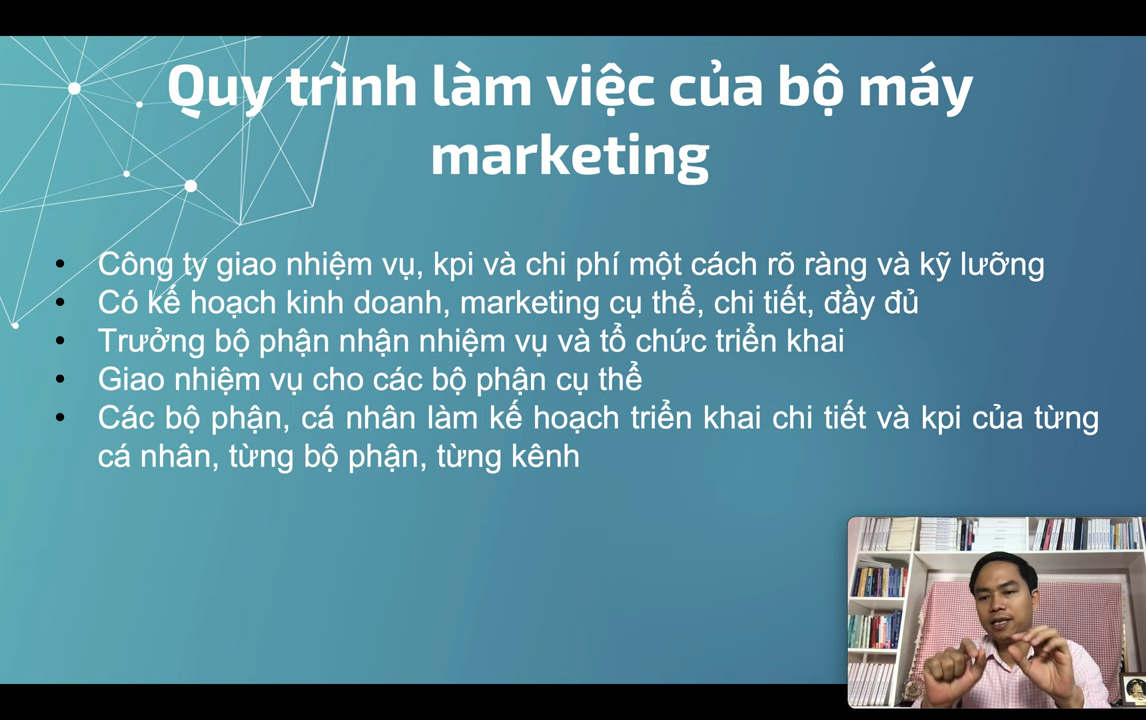 Quy trình làm việc của bộ máy
marketing
• Công ty giao nhiệm vụ, kpi và chi phí một cách rõ ràng và kỹ lưỡng
• Có kế hoạch kinh doanh, marketing cụ thể, chi tiết, đầy đủ
• Trưởng bộ phận nhận nhiệm vụ và tổ chức triển khai
• Giao nhiệm vụ cho các bộ phận cụ thể
• Các bộ phận, cá nhân làm kế hoạch triển khai chi tiết và kpi của từng
cá nhân, từng bộ phận, từng kênh